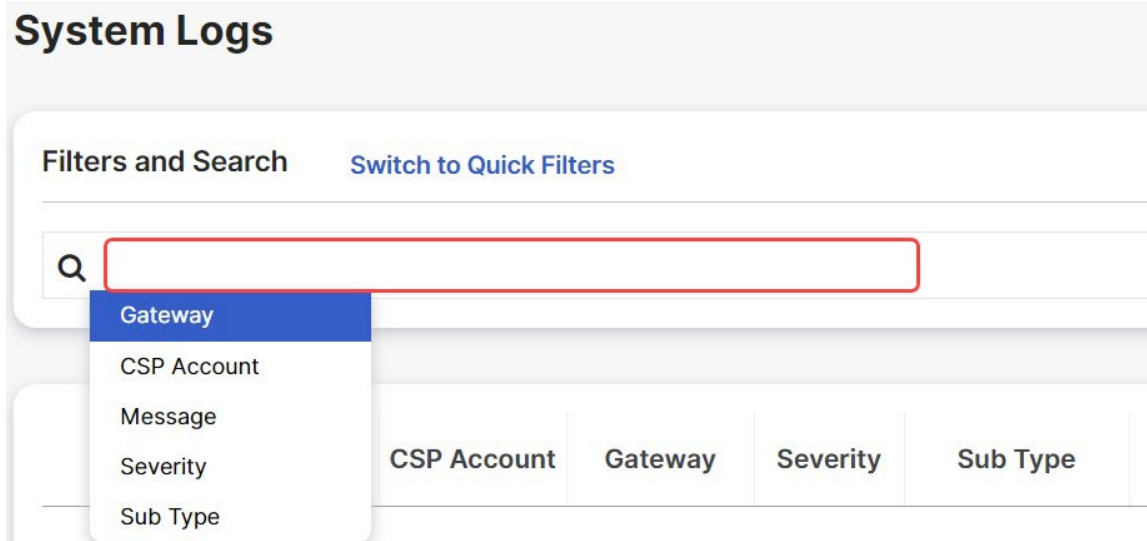 System Logs
Filters and Search Switch to Quick Filters
Gateway
CSP Account
Message
Severity
Sub Type
CSP Account Gateway Severity Sub Type